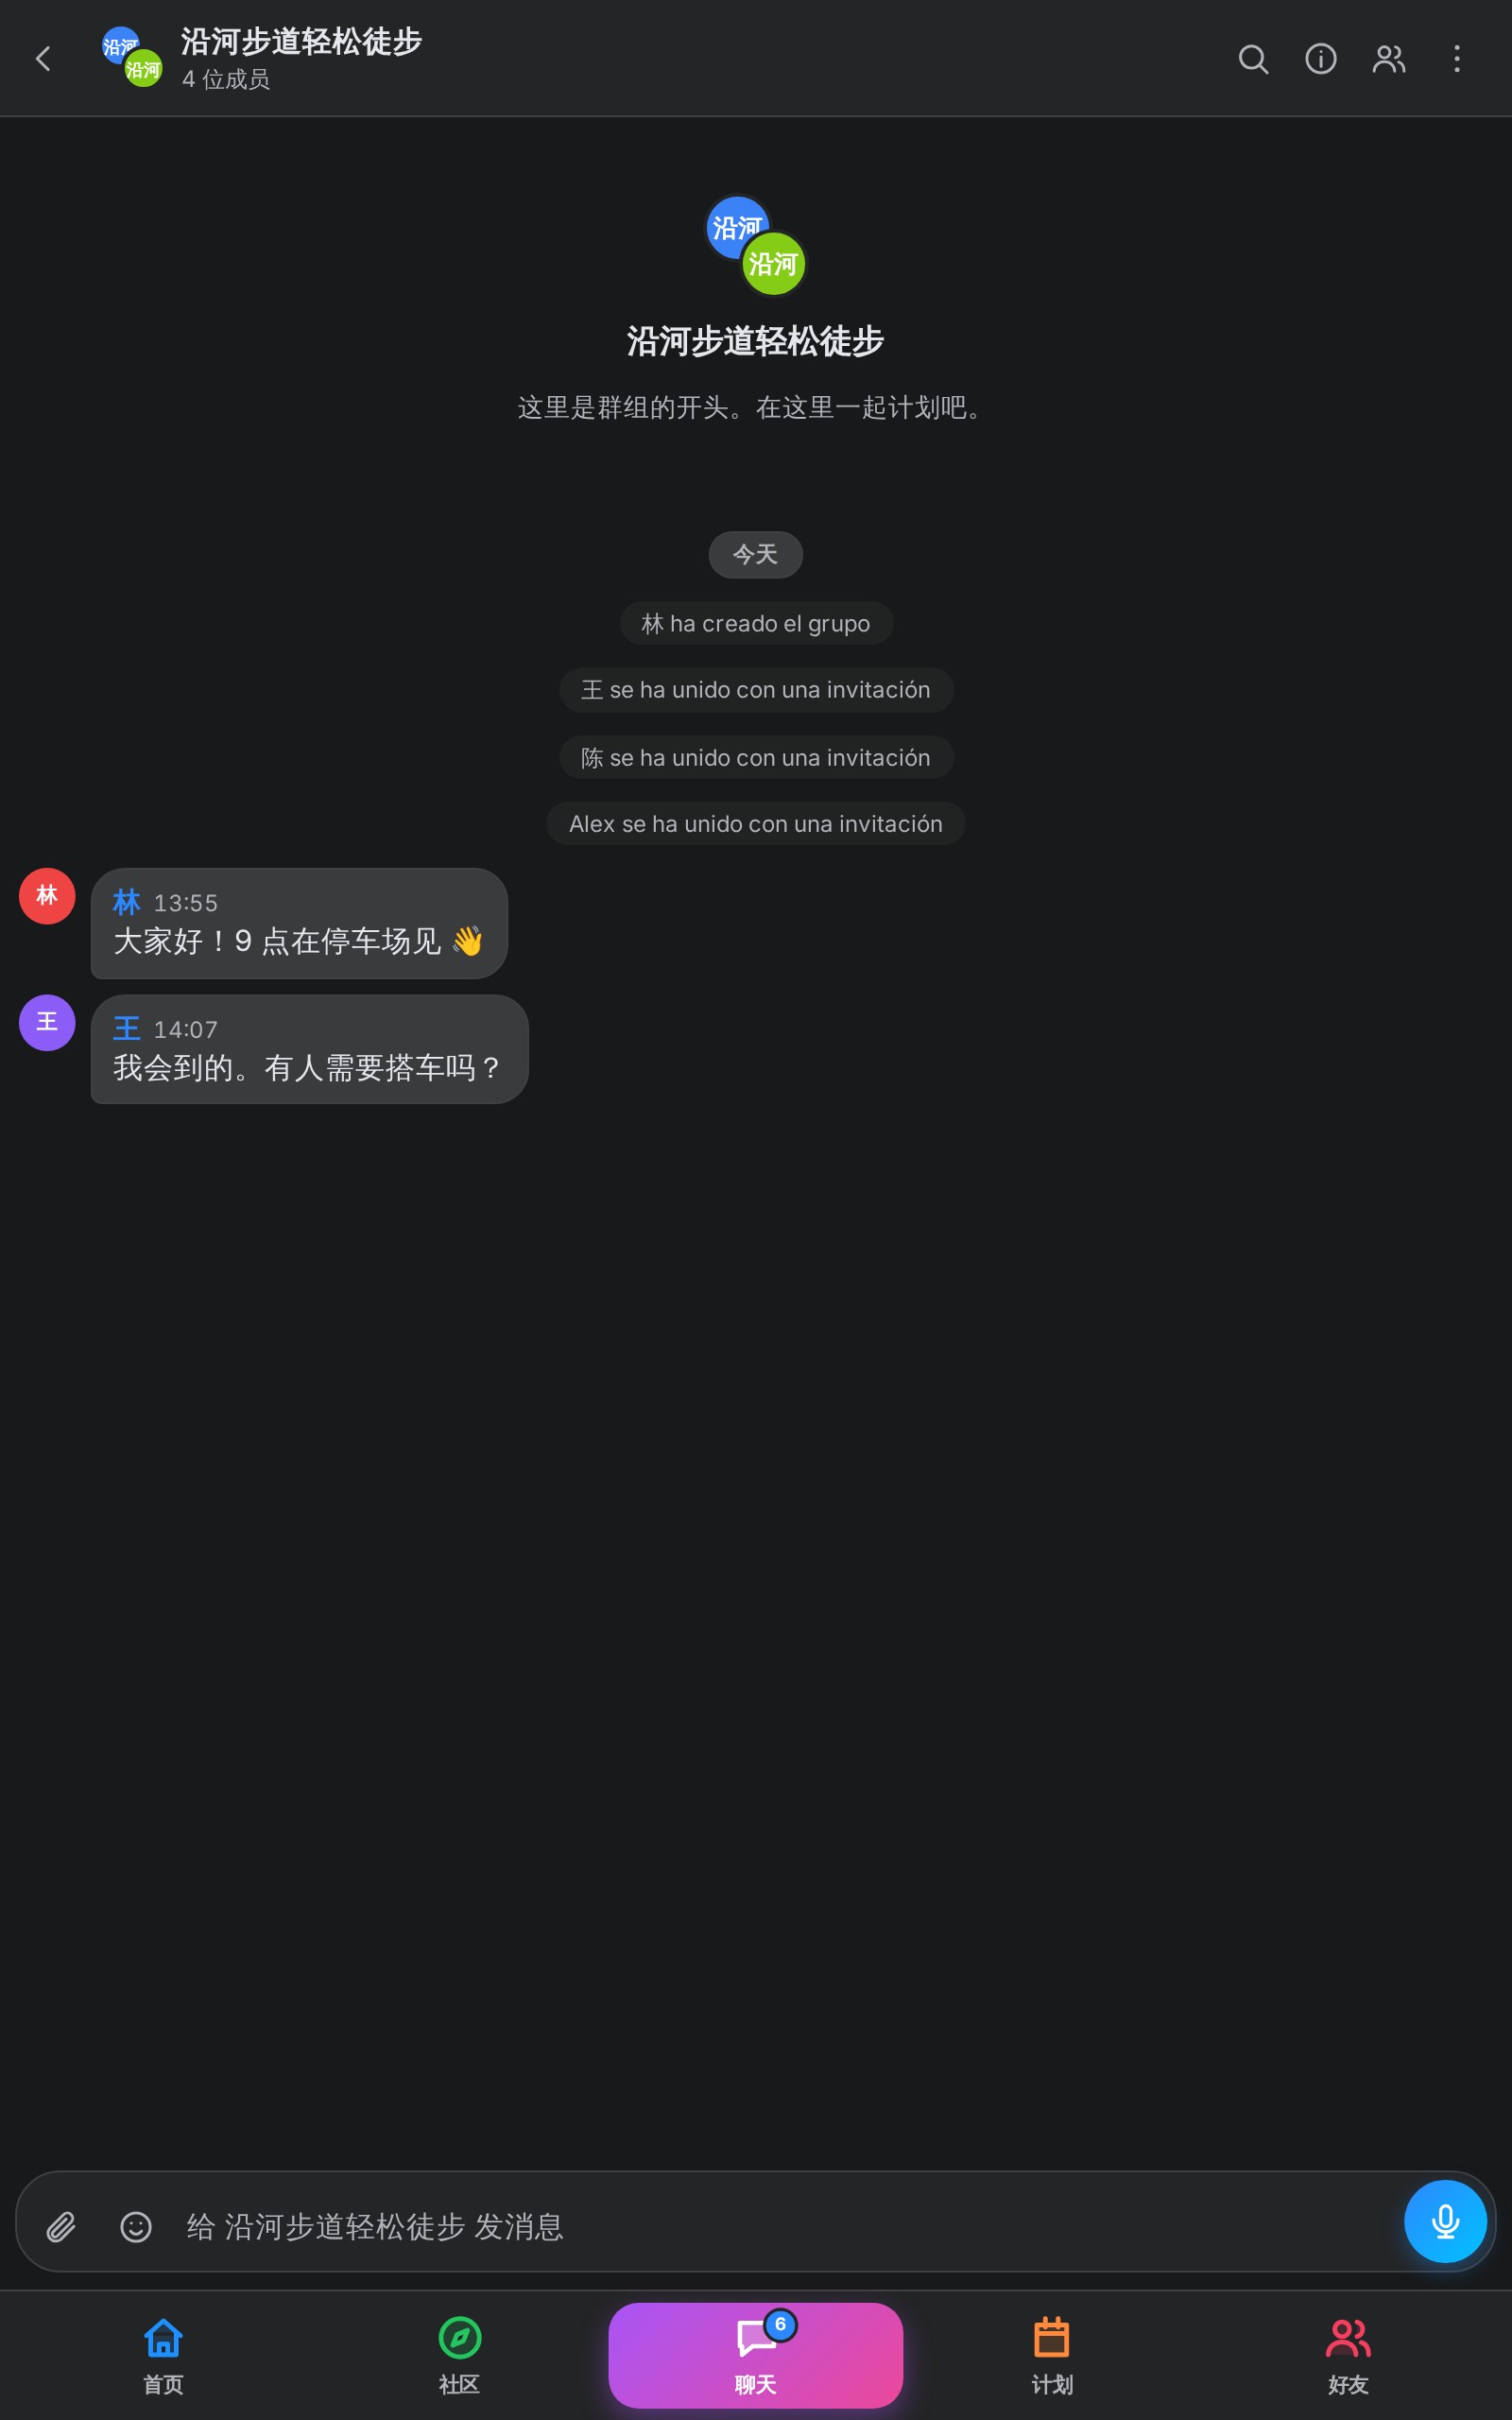 沿河
沿河
沿河步道轻松徒步
4 位成员
沿河
沿河
沿河步道轻松徒步
这里是群组的开头。在这里一起计划吧。
今天
林 ha creado el grupo
王 se ha unido con una invitación
陈 se ha unido con una invitación
Alex se ha unido con una invitación
林
林 13:55
大家好！9 点在停车场见 👋
王
王 14:07
我会到的。有人需要搭车吗？
给 沿河步道轻松徒步 发消息
6
首页
社区
聊天
计划
好友